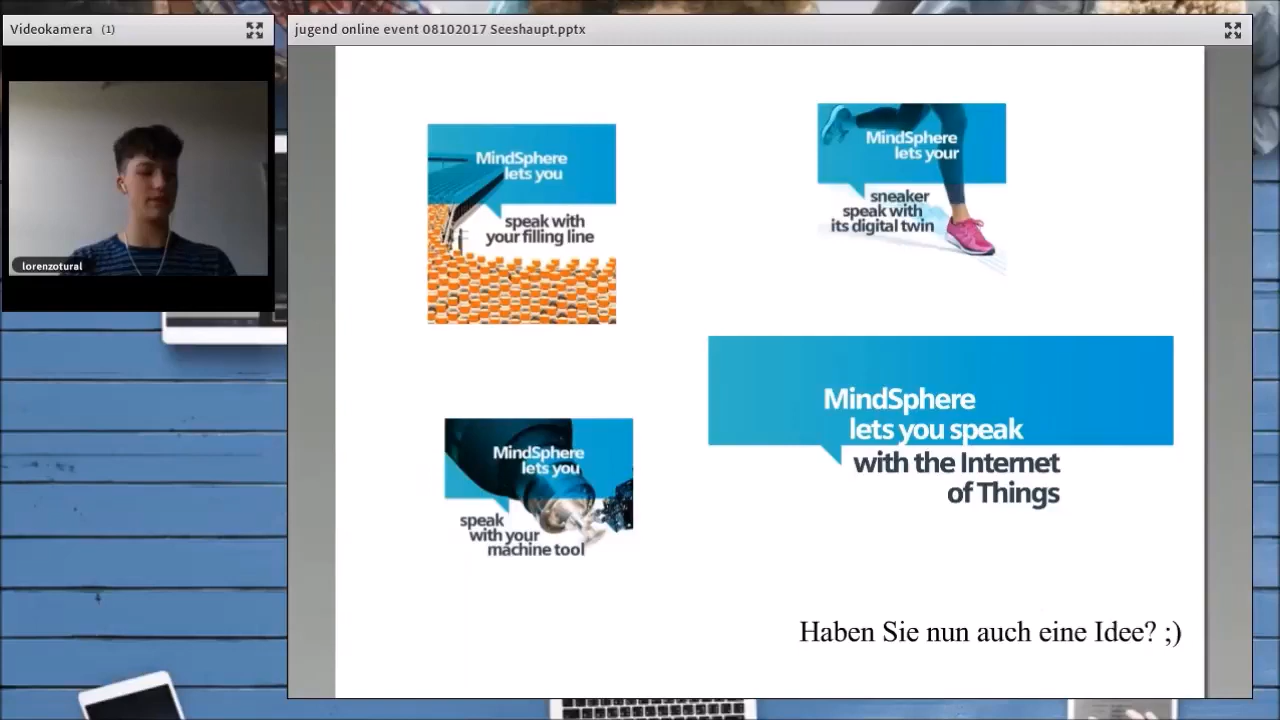 Videokamera (1)
lorenzotural
jugend online event 08102017 Seeshaupt.pptx
MindSphere
lets you
speak with
your filling line
MindSphere
lets your
sneaker
speak with
its digital twin
MindSphere
lets you
speak
with your
machine tool
MindSphere
lets you speak
with the Internet
of Things
Haben Sie nun auch eine Idee? ;)